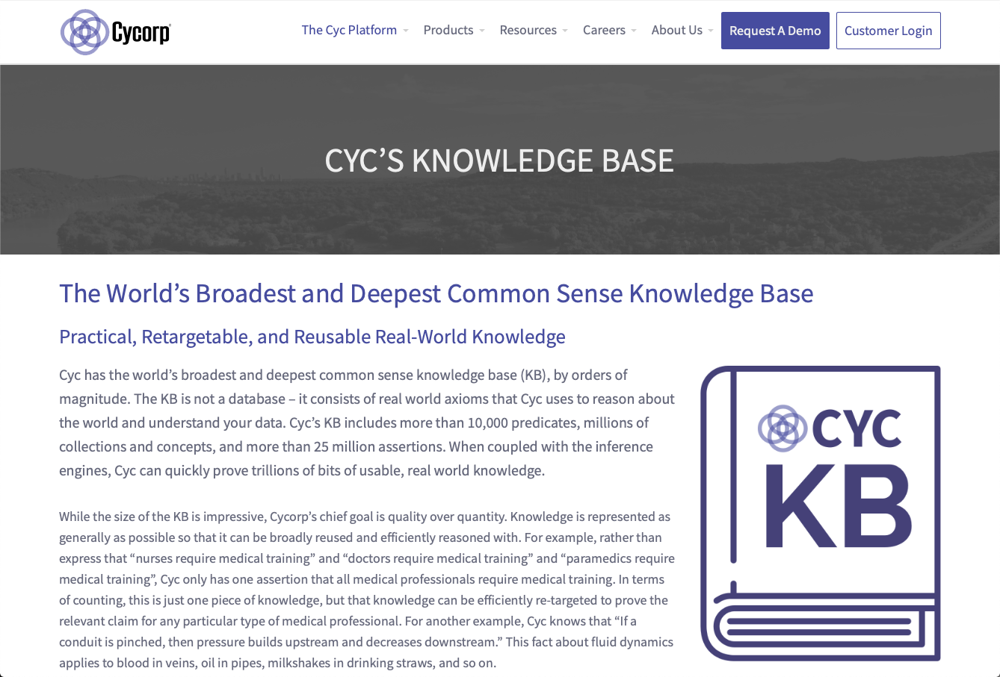 Cycorp®
The Cyc Platform
Products
Resources
Careers
About Us
Request A Demo
Customer Login
CYC’S KNOWLEDGE BASE
The World’s Broadest and Deepest Common Sense Knowledge Base
Practical, Retargetable, and Reusable Real-World Knowledge
Cyc has the world’s broadest and deepest common sense knowledge base (KB), by orders of
magnitude. The KB is not a database – it consists of real world axioms that Cyc uses to reason about
the world and understand your data. Cyc’s KB includes more than 10,000 predicates, millions of
collections and concepts, and more than 25 million assertions. When coupled with the inference
engines, Cyc can quickly prove trillions of bits of usable, real world knowledge.
While the size of the KB is impressive, Cycorp’s chief goal is quality over quantity. Knowledge is represented as
generally as possible so that it can be broadly reused and efficiently reasoned with. For example, rather than
express that “nurses require medical training” and “doctors require medical training” and “paramedics require
medical training”, Cyc only has one assertion that all medical professionals require medical training. In terms
of counting, this is just one piece of knowledge, but that knowledge can be efficiently re-targeted to prove the
relevant claim for any particular type of medical professional. For another example, Cyc knows that “If a
conduit is pinched, then pressure builds upstream and decreases downstream.” This fact about fluid dynamics
applies to blood in veins, oil in pipes, milkshakes in drinking straws, and so on.
CYC
KB